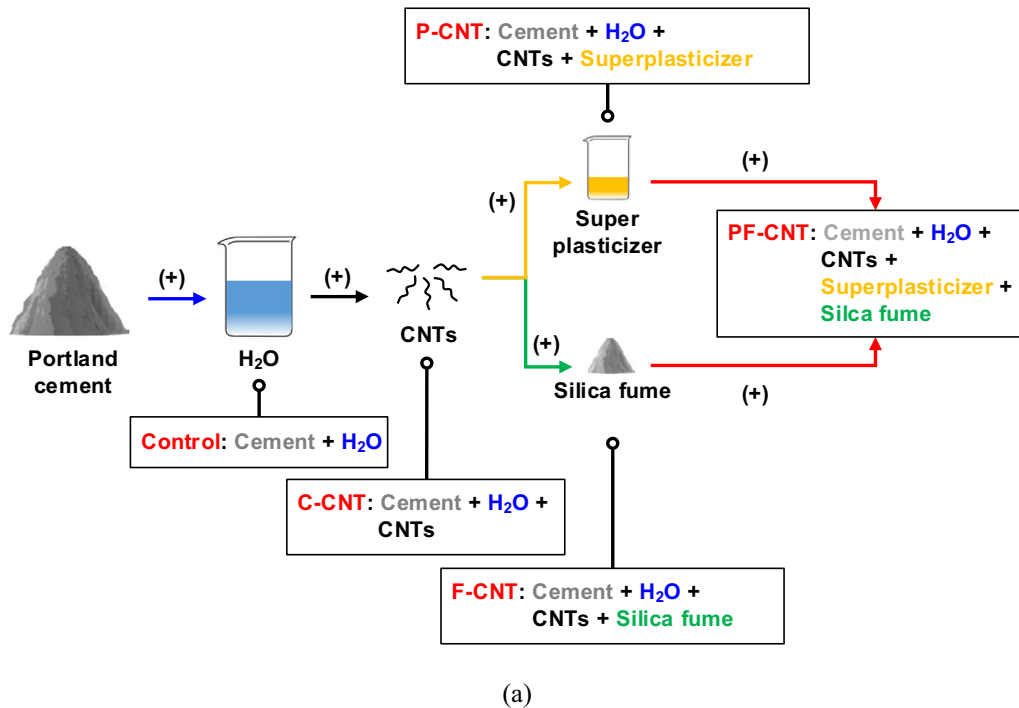 P-CNT: Cement + H₂O +
CNTs + Superplasticizer
(+)
(+)
Super
plasticizer
PF-CNT: Cement + H₂O +
CNTs +
Superplasticizer +
Silca fume
(+)
(+)
CNTs
H₂O
Portland
cement
(+)
Silica fume
(+)
Control: Cement + H₂O
C-CNT: Cement + H₂O +
CNTs
F-CNT: Cement + H₂O +
CNTs + Silica fume
(a)